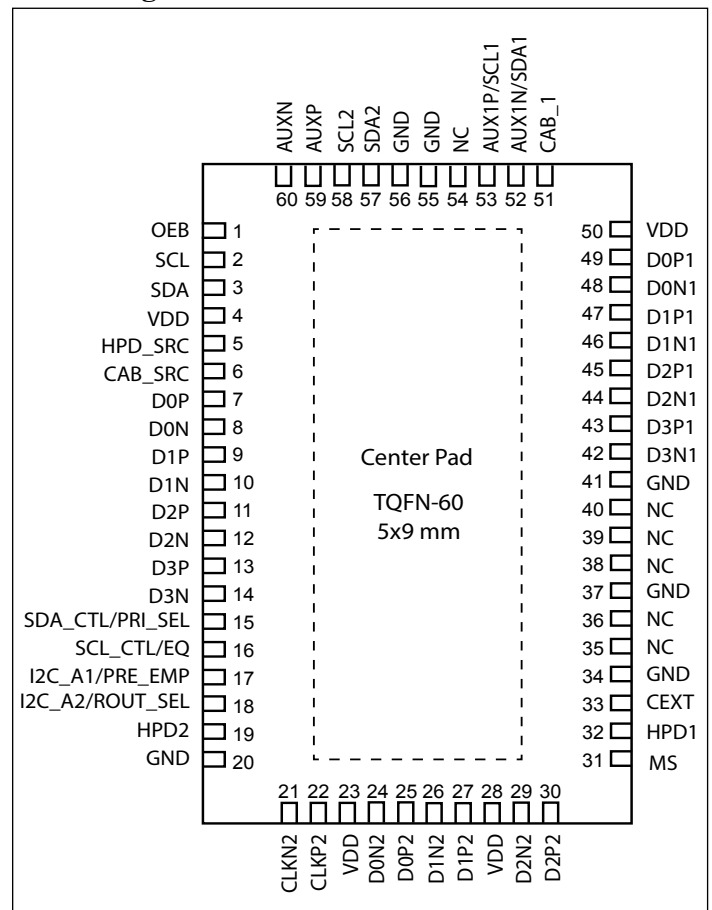 AUXN
AUXP
SCL2
SDA2
GND
GND
NC
AUX1P/SCL1
AUX1N/SDA1
CAB_1
60 59 58 57 56 55 54 53 52 51
OEB 1
SCL 2
SDA 3
VDD 4
HPD_SRC 5
CAB_SRC 6
D0P 7
D0N 8
D1P 9
D1N 10
D2P 11
D2N 12
D3P 13
D3N 14
SDA_CTL/PRI_SEL 15
SCL_CTL/EQ 16
I2C_A1/PRE_EMP 17
I2C_A2/ROUT_SEL 18
HPD2 19
GND 20
Center Pad
TQFN-60
5x9 mm
50 VDD
49 D0P1
48 D0N1
47 D1P1
46 D1N1
45 D2P1
44 D2N1
43 D3P1
42 D3N1
41 GND
40 NC
39 NC
38 NC
37 GND
36 NC
35 NC
34 GND
33 CEXT
32 HPD1
31 MS
21 22 23 24 25 26 27 28 29 30
CLKN2
CLKP2
VDD
D0N2
D0P2
D1N2
D1P2
VDD
D2N2
D2P2